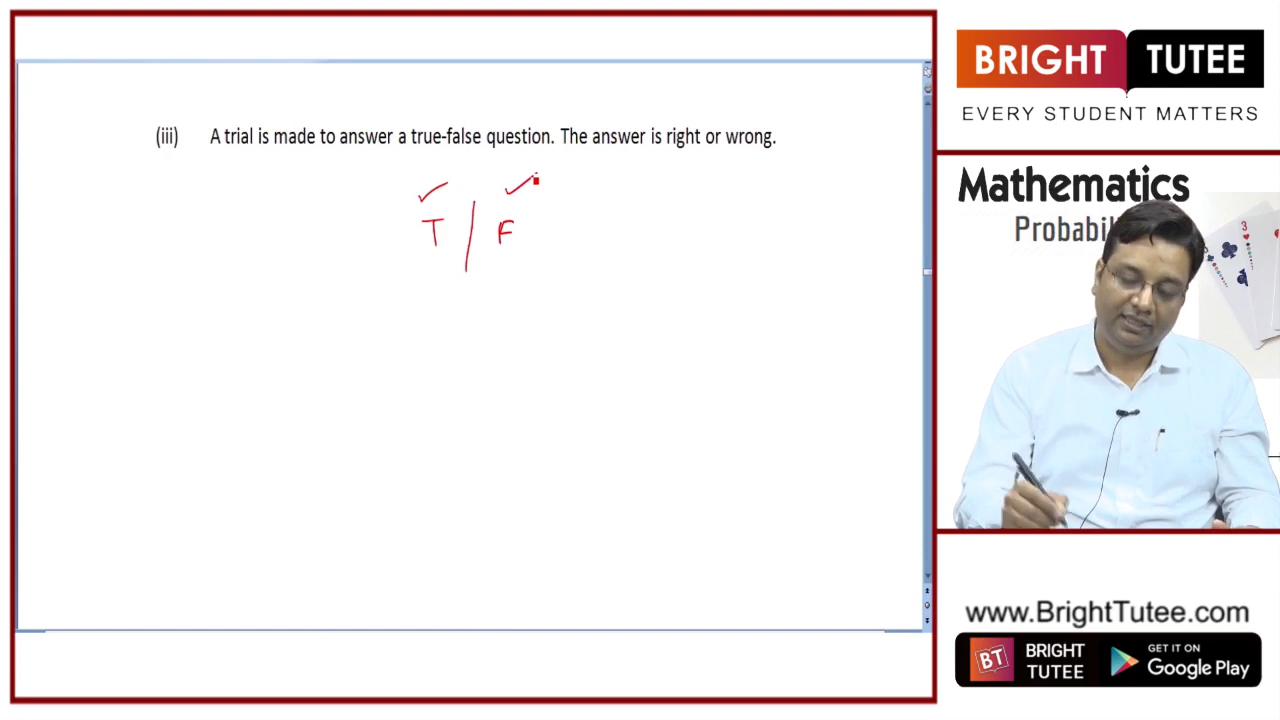 BRIGHT TUTEE
EVERY STUDENT MATTERS
(iii) A trial is made to answer a true-false question. The answer is right or wrong.
T / F
Mathematics
3
www.BrightTutee.com
BT BRIGHT TUTEE
GET IT ON
Google Play